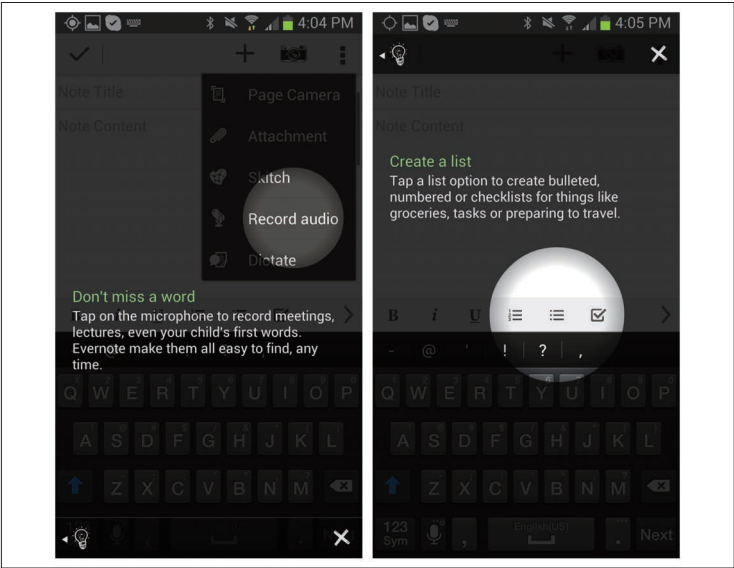 4:04 PM
Note Title
Page Camera
Note Content
Attachment
Skitch
Record audio
Dictate
Don't miss a word
Tap on the microphone to record meetings,
lectures, even your child's first words.
Evernote make them all easy to find, any
time.
Q W E R T Y U I O P
A S D F G H J K L
Z X C V B N M
4:05 PM
Note Title
Note Content
Create a list
Tap a list option to create bulleted,
numbered or checklists for things like
groceries, tasks or preparing to travel.
B i U
- @ ' ! ? ,
Q W E R T Y U I O P
A S D F G H J K L
Z X C V B N M
123
Sym , English(US) . Next